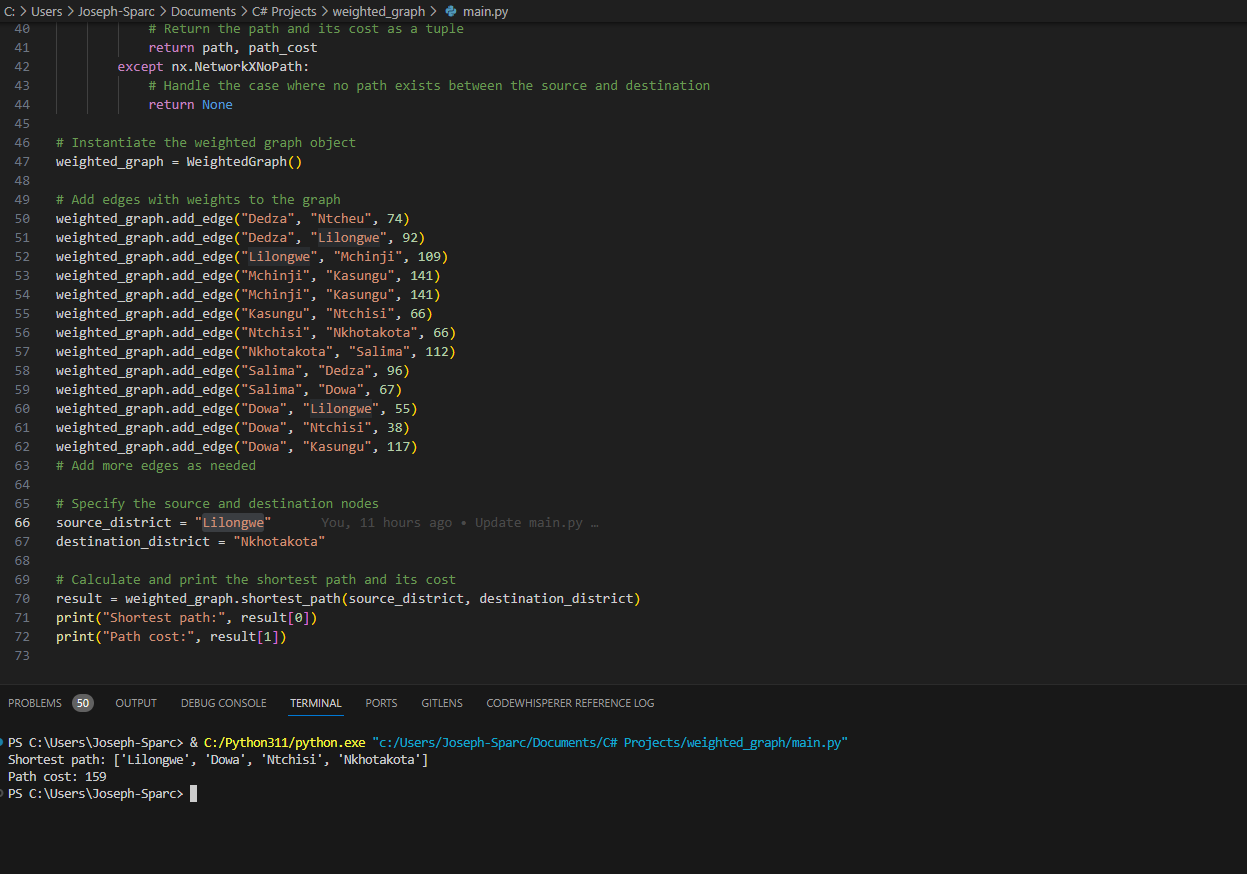 C: > Users > Joseph-Sparc > Documents > C# Projects > weighted_graph > main.py
40 # Return the path and its cost as a tuple
41 return path, path_cost
42 except nx.NetworkXNoPath:
43 # Handle the case where no path exists between the source and destination
44 return None
45
46 # Instantiate the weighted graph object
47 weighted_graph = WeightedGraph()
48
49 # Add edges with weights to the graph
50 weighted_graph.add_edge("Dedza", "Ntcheu", 74)
51 weighted_graph.add_edge("Dedza", "Lilongwe", 92)
52 weighted_graph.add_edge("Lilongwe", "Mchinji", 109)
53 weighted_graph.add_edge("Mchinji", "Kasungu", 141)
54 weighted_graph.add_edge("Mchinji", "Kasungu", 141)
55 weighted_graph.add_edge("Kasungu", "Ntchisi", 66)
56 weighted_graph.add_edge("Ntchisi", "Nkhotakota", 66)
57 weighted_graph.add_edge("Nkhotakota", "Salima", 112)
58 weighted_graph.add_edge("Salima", "Dedza", 96)
59 weighted_graph.add_edge("Salima", "Dowa", 67)
60 weighted_graph.add_edge("Dowa", "Lilongwe", 55)
61 weighted_graph.add_edge("Dowa", "Ntchisi", 38)
62 weighted_graph.add_edge("Dowa", "Kasungu", 117)
63 # Add more edges as needed
64
65 # Specify the source and destination nodes
66 source_district = "Lilongwe" You, 11 hours ago • Update main.py …
67 destination_district = "Nkhotakota"
68
69 # Calculate and print the shortest path and its cost
70 result = weighted_graph.shortest_path(source_district, destination_district)
71 print("Shortest path:", result[0])
72 print("Path cost:", result[1])
73
PROBLEMS 50 OUTPUT DEBUG CONSOLE TERMINAL PORTS GITLENS CODEWHISPERER REFERENCE LOG
PS C:\Users\Joseph-Sparc> & C:/Python311/python.exe "c:/Users/Joseph-Sparc/Documents/C# Projects/weighted_graph/main.py"
Shortest path: ['Lilongwe', 'Dowa', 'Ntchisi', 'Nkhotakota']
Path cost: 159
PS C:\Users\Joseph-Sparc>